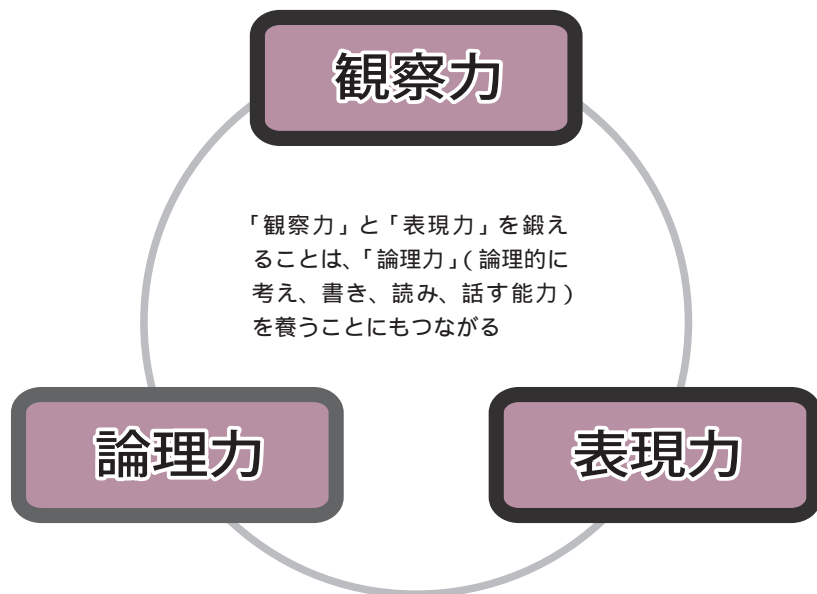 観察力
「観察力」と「表現力」を鍛え
ることは、「論理力」(論理的に
考え、書き、読み、話す能力)
を養うことにもつながる
論理力
表現力